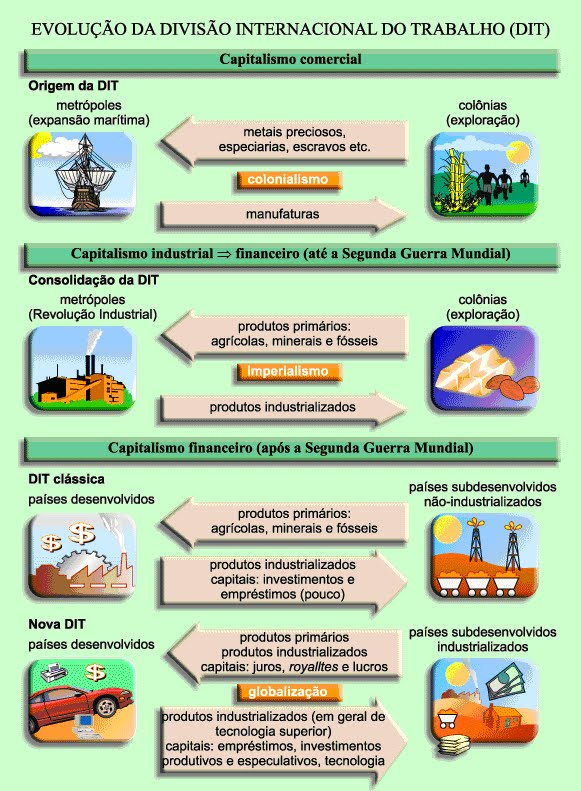 EVOLUÇÃO DA DIVISÃO INTERNACIONAL DO TRABALHO (DIT)
Capitalismo comercial
Origem da DIT
metrópoles
(expansão marítima)
metais preciosos,
especiarias, escravos etc.
colonialismo
manufaturas
colônias
(exploração)
Capitalismo industrial ⇒ financeiro (até a Segunda Guerra Mundial)
Consolidação da DIT
metrópoles
(Revolução Industrial)
produtos primários:
agrícolas, minerais e fósseis
imperialismo
produtos industrializados
colônias
(exploração)
Capitalismo financeiro (após a Segunda Guerra Mundial)
DIT clássica
países desenvolvidos
$ $
produtos primários:
agrícolas, minerais e fósseis
produtos industrializados
capitais: investimentos e
empréstimos (pouco)
países subdesenvolvidos
não-industrializados
Nova DIT
países desenvolvidos
$
produtos primários
produtos industrializados
capitais: juros, royalites e lucros
globalização
produtos industrializados (em geral de
tecnologia superior)
capitais: empréstimos, investimentos
produtivos e especulativos, tecnologia
países subdesenvolvidos
industrializados